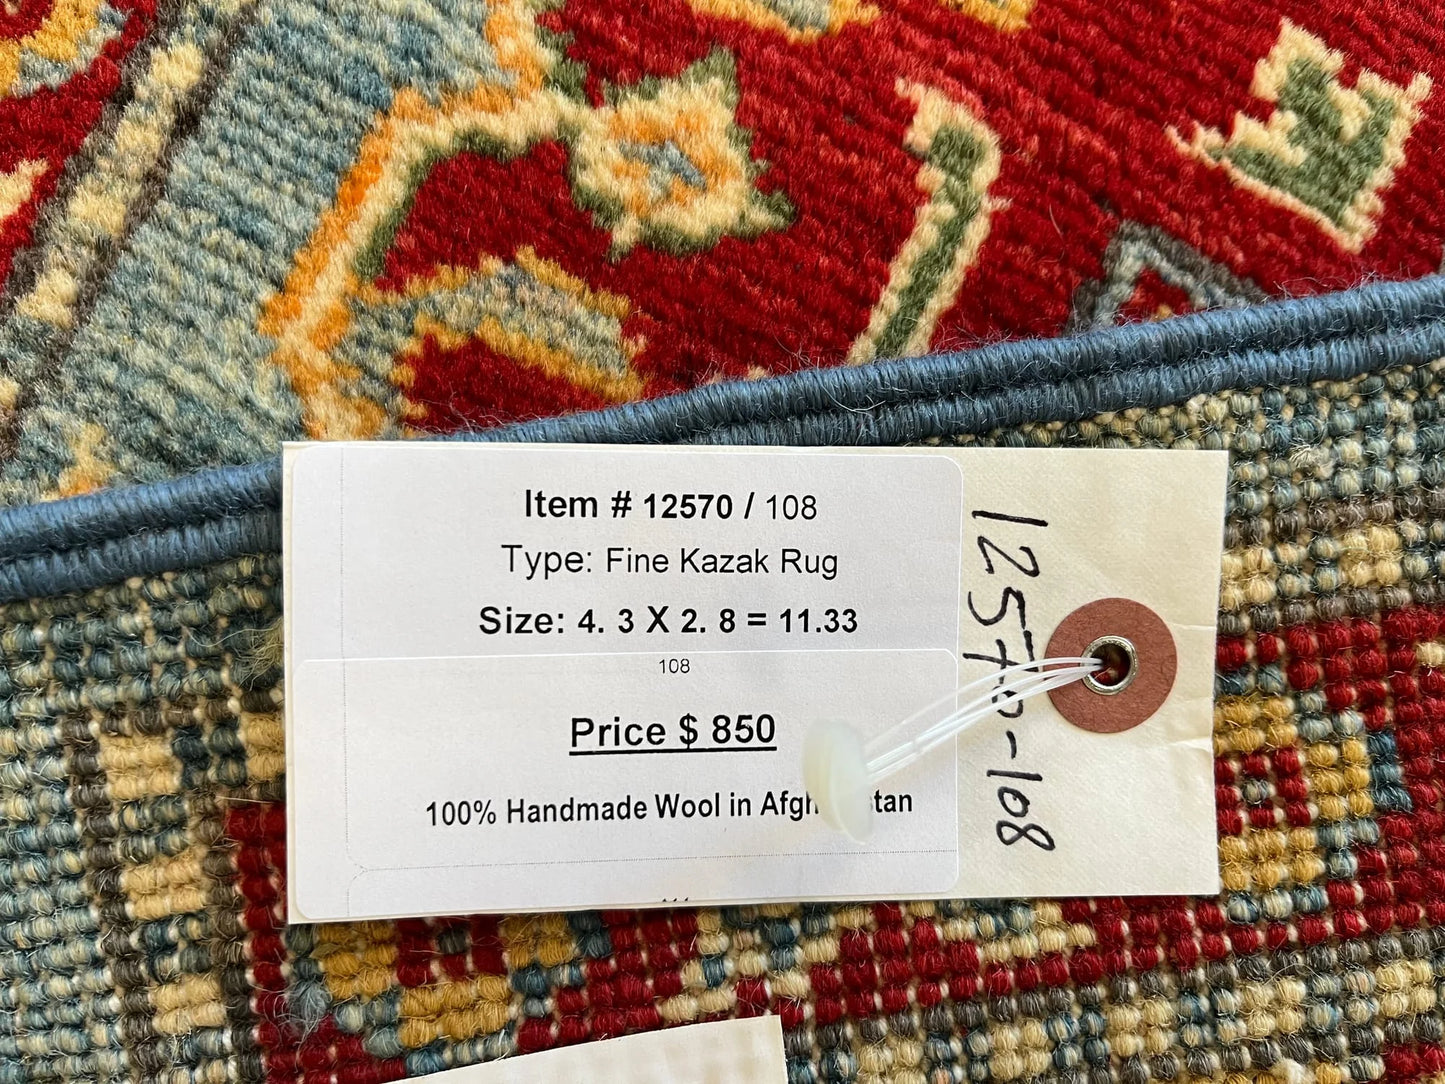 Item # 12570 / 108
Type: Fine Kazak Rug
Size: 4. 3 X 2. 8 = 11.33
108
Price $ 850
100% Handmade Wool in
12570-108